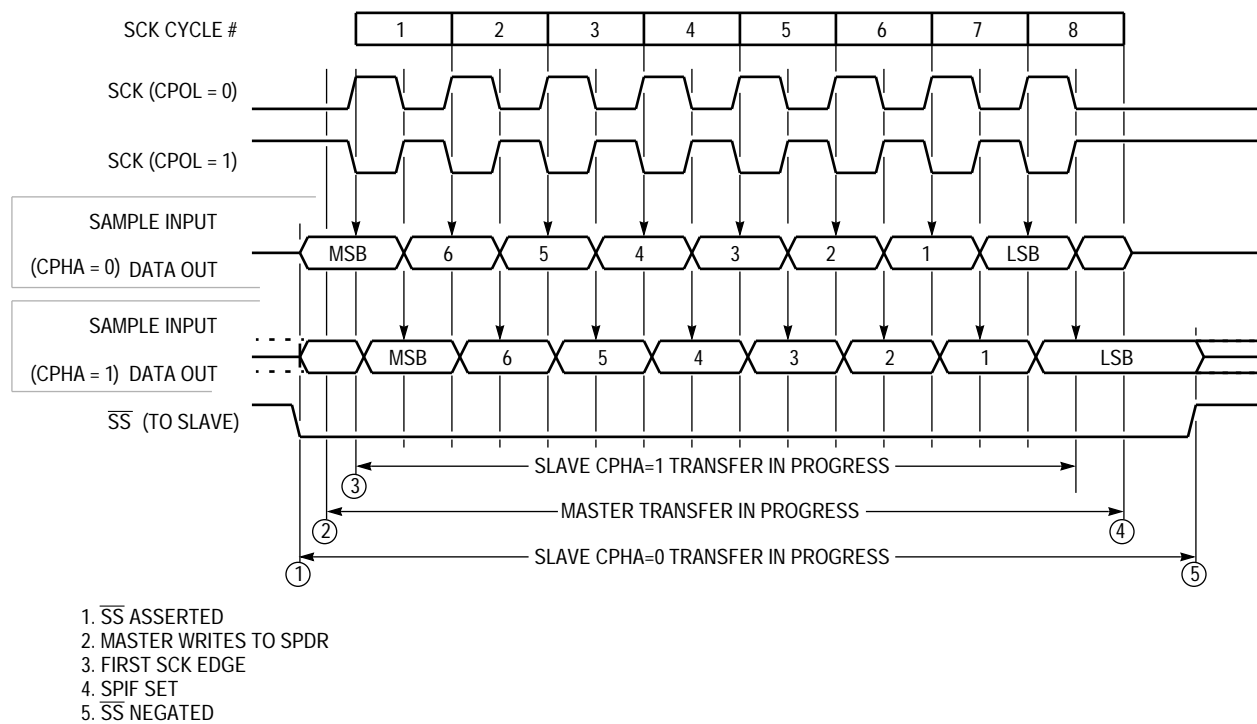 SCK CYCLE # 1 2 3 4 5 6 7 8
SCK (CPOL = 0)
SCK (CPOL = 1)
SAMPLE INPUT
(CPHA = 0) DATA OUT MSB 6 5 4 3 2 1 LSB
SAMPLE INPUT
(CPHA = 1) DATA OUT MSB 6 5 4 3 2 1 LSB
SS (TO SLAVE)
SLAVE CPHA=1 TRANSFER IN PROGRESS
3
MASTER TRANSFER IN PROGRESS
2 4
SLAVE CPHA=0 TRANSFER IN PROGRESS
1 5
1. SS ASSERTED
2. MASTER WRITES TO SPDR
3. FIRST SCK EDGE
4. SPIF SET
5. SS NEGATED